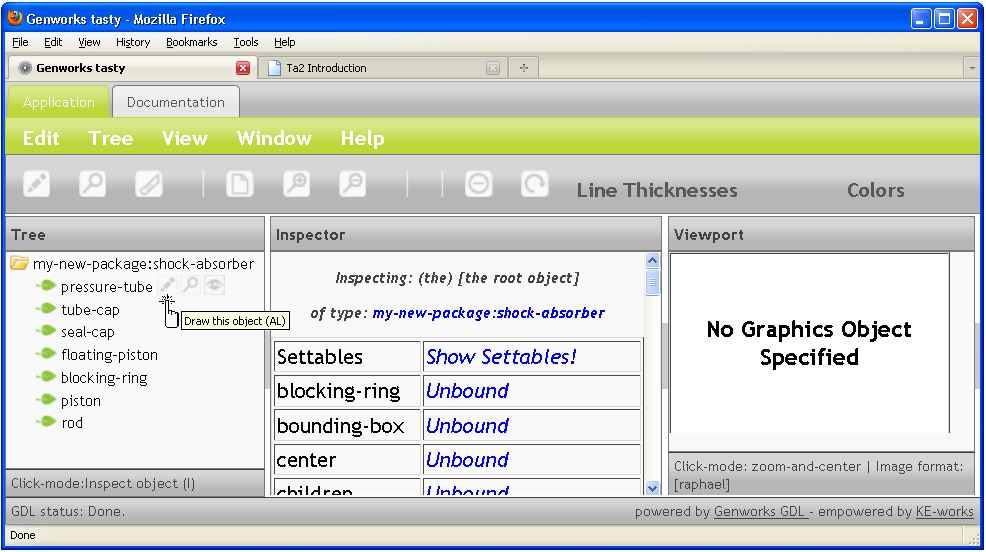 Genworks tasty - Mozilla Firefox
File Edit View History Bookmarks Tools Help
Genworks tasty Ta2 Introduction
Application Documentation
Edit Tree View Window Help
Line Thicknesses Colors
Tree
my-new-package:shock-absorber
pressure-tube
Draw this object (AL)
tube-cap
seal-cap
floating-piston
blocking-ring
piston
rod
Click-mode:Inspect object (I)
Inspector
Inspecting: (the) [the root object]
of type: my-new-package:shock-absorber
Settables Show Settables!
blocking-ring Unbound
bounding-box Unbound
center Unbound
children Unbound
Viewport
No Graphics Object
Specified
Click-mode: zoom-and-center | Image format:
[raphael]
GDL status: Done.
powered by Genworks GDL - empowered by KE-works
Done